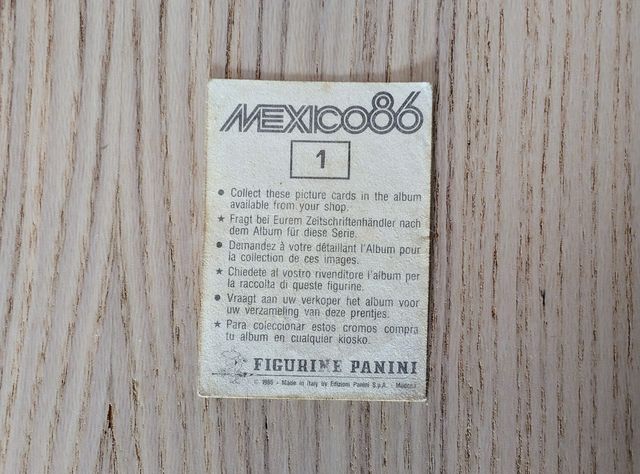 MEXICO86
1
● Collect these picture cards in the album
available from your shop.
★ Fragt bei Eurem Zeitschriftenhändler nach
dem Album für diese Serie.
● Demandez à votre détaillant l'Album pour
la collection de ces images.
★ Chiedete al vostro rivenditore l'album per
la raccolta di queste figurine.
● Vraagt aan uw verkoper het album voor
uw verzameling van deze prentjes.
★ Para coleccionar estos cromos compra
tu album en cualquier kiosko.
FIGURINE PANINI
© 1986 - Made in Italy by Edizioni Panini S.p.A. - Modena